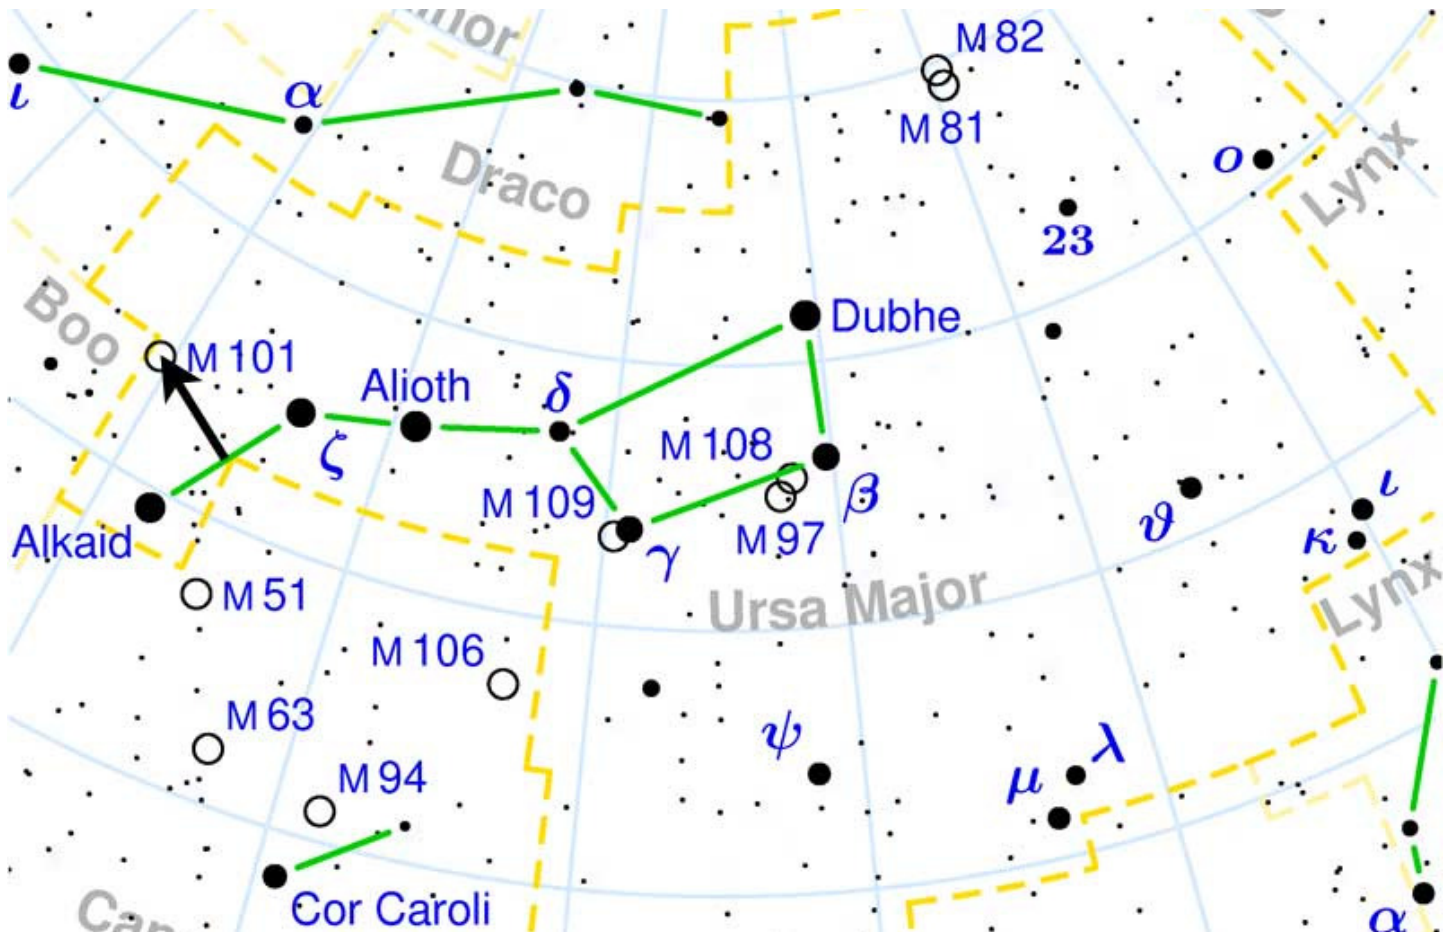 M 82
ι
α
M 81
Draco
ο
Lynx
23
Boo
Dubhe
M 101
Alioth
δ
ζ
M 108
β
ι
M 109
Alkaid
γ
M 97
ϑ
κ
M 51
Ursa Major
Lynx
M 106
M 63
ψ
λ
M 94
μ
Cor Caroli
α